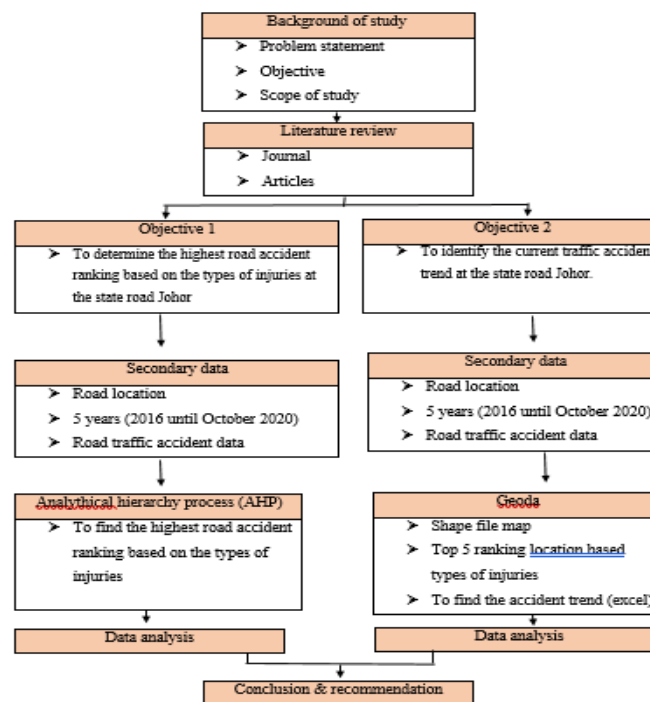 Background of study
➤ Problem statement
➤ Objective
➤ Scope of study
Literature review
➤ Journal
➤ Articles
Objective 1
➤ To determine the highest road accident
ranking based on the types of injuries at
the state road Johor
Objective 2
➤ To identify the current traffic accident
trend at the state road Johor.
Secondary data
➤ Road location
➤ 5 years (2016 until October 2020)
➤ Road traffic accident data
Secondary data
➤ Road location
➤ 5 years (2016 until October 2020)
➤ Road traffic accident data
Analythical hierarchy process (AHP)
➤ To find the highest road accident
ranking based on the types of
injuries
Geoda
➤ Shape file map
➤ Top 5 ranking location based
types of injuries
➤ To find the accident trend (excel)
Data analysis
Data analysis
Conclusion & recommendation